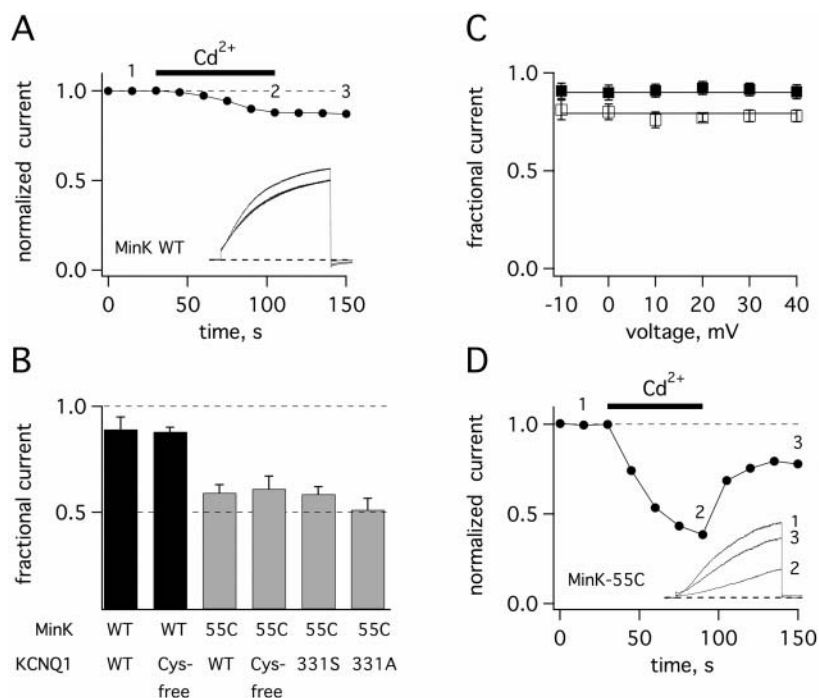 A
Cd2+
1
2
3
1.0
0.5
0.0
normalized current
MinK WT
0
50
100
150
time, s
B
1.0
0.5
fractional current
MinK WT WT 55C 55C 55C 55C
KCNQ1 WT Cys- WT Cys- 331S 331A
free free
C
1.0
0.5
0.0
fractional current
-10 0 10 20 30 40
voltage, mV
D
Cd2+
1
2
3
1.0
0.5
0.0
normalized current
1
3
2
MinK-55C
0
50
100
150
time, s